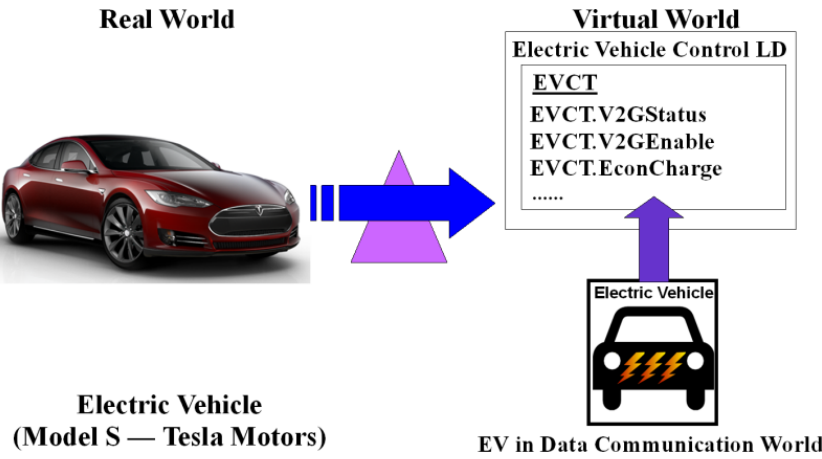 Real World
Virtual World
Electric Vehicle Control LD
EVCT
EVCT.V2GStatus
EVCT.V2GEnable
EVCT.EconCharge
......
Electric Vehicle
Electric Vehicle
(Model S — Tesla Motors)
EV in Data Communication World